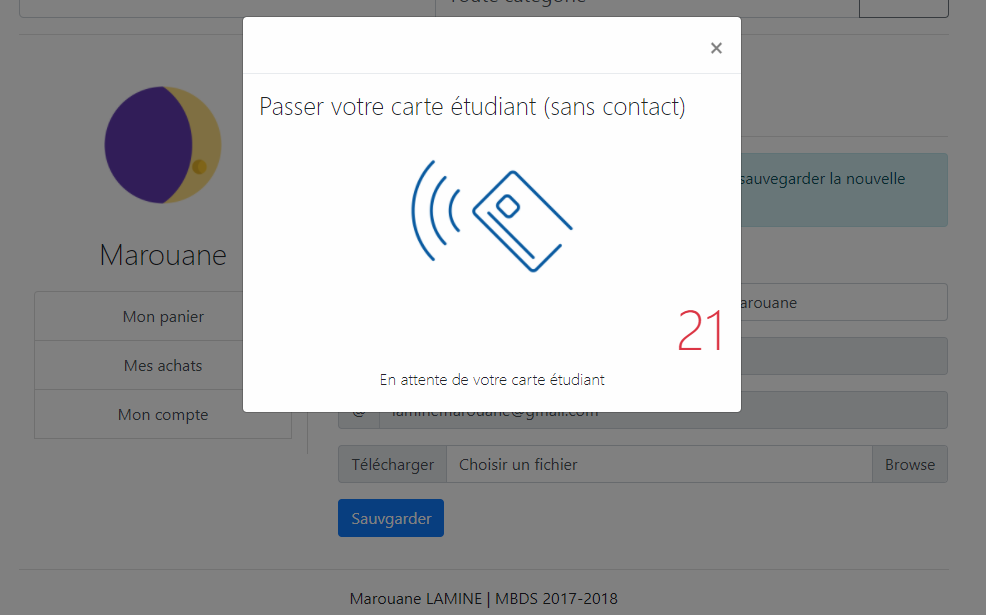 Toute catégorie
×
Passer votre carte étudiant (sans contact)
sauvegarder la nouvelle
Marouane
arouane
Mon panier
21
Mes achats
En attente de votre carte étudiant
Mon compte
@ laminemarouane@gmail.com
Télécharger Choisir un fichier Browse
Sauvgarder
Marouane LAMINE | MBDS 2017-2018